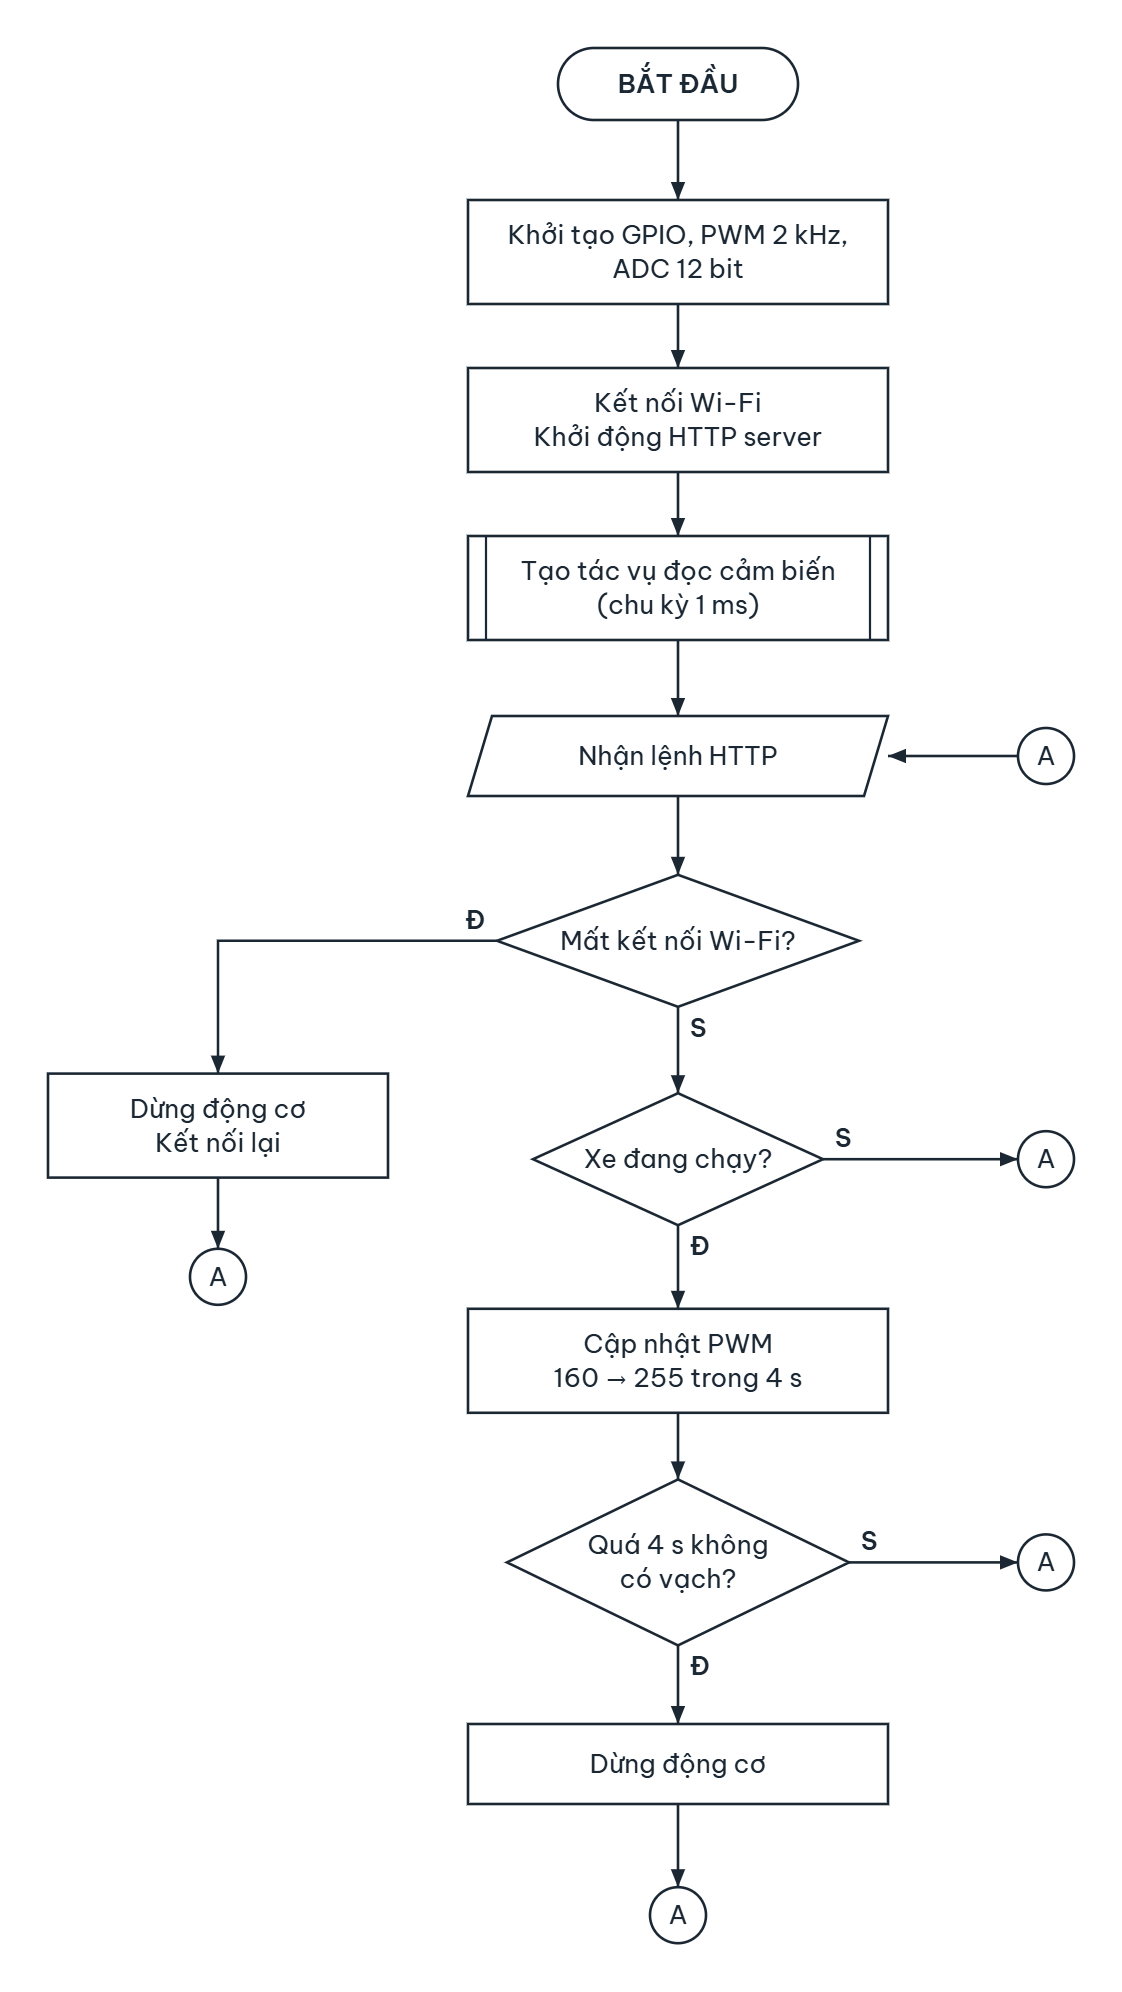 BẮT ĐẦU
Khởi tạo GPIO, PWM 2 kHz,
ADC 12 bit
Kết nối Wi-Fi
Khởi động HTTP server
Tạo tác vụ đọc cảm biến
(chu kỳ 1 ms)
Nhận lệnh HTTP
A
Đ
Mất kết nối Wi-Fi?
S
Dừng động cơ
Kết nối lại
A
Xe đang chạy?
S
A
Đ
Cập nhật PWM
160 → 255 trong 4 s
Quá 4 s không
có vạch?
S
A
Đ
Dừng động cơ
A